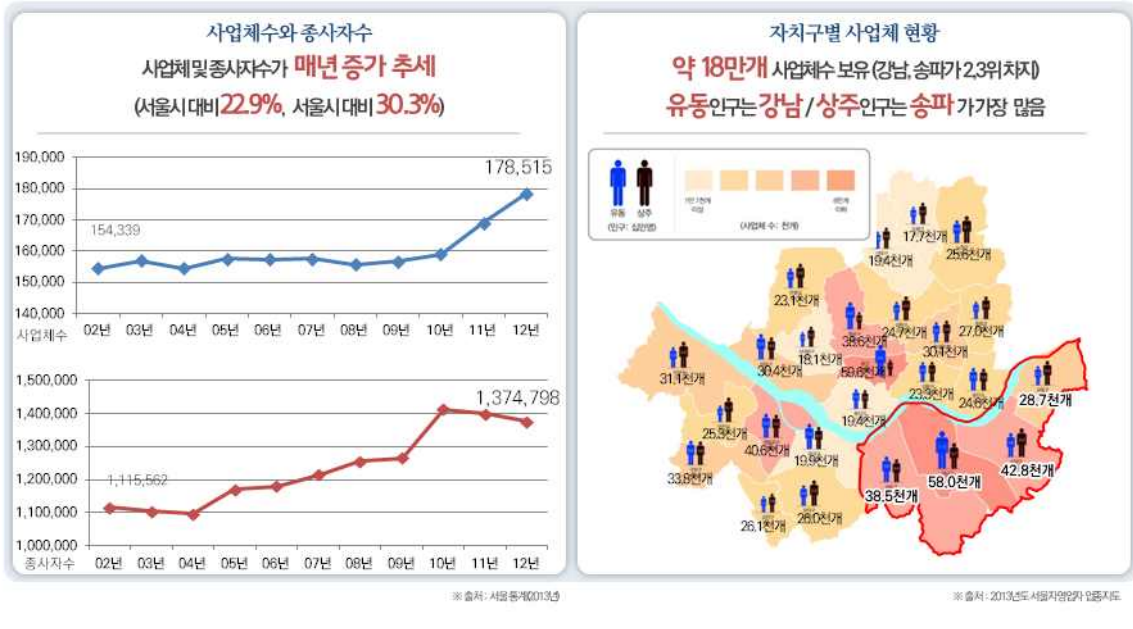 사업체수와 종사자수
사업체 및 종사자수가 매년 증가 추세
(서울시 대비 22.9%, 서울시 대비 30.3%)
190,000
180,000
170,000
160,000
150,000
140,000
178,515
154,339
사업체수
02년 03년 04년 05년 06년 07년 08년 09년 10년 11년 12년
1,500,000
1,400,000
1,300,000
1,200,000
1,100,000
1,000,000
1,374,798
1,115,562
종사자수
02년 03년 04년 05년 06년 07년 08년 09년 10년 11년 12년
※ 출처 : 서울통계(2013년)
자치구별 사업체 현황
약 18만개 사업체수 보유 (강남, 송파가 2,3위 차지)
유동인구는 강남 / 상주인구는 송파 가 가장 많음
유동 상주
(인구: 십만명)
(사업체 수: 천개)
17.7천개
19.4천개
25.6천개
23.1천개
38.6천개
24.7천개
27.0천개
18.1천개
30.1천개
30.4천개
59.8천개
31.1천개
23.3천개
24.6천개
28.7천개
19.4천개
25.3천개
40.6천개
19.9천개
42.8천개
33.8천개
38.5천개
58.0천개
26.1천개
26.0천개
※ 출처 : 2013년도 서울자영업자 업종지도